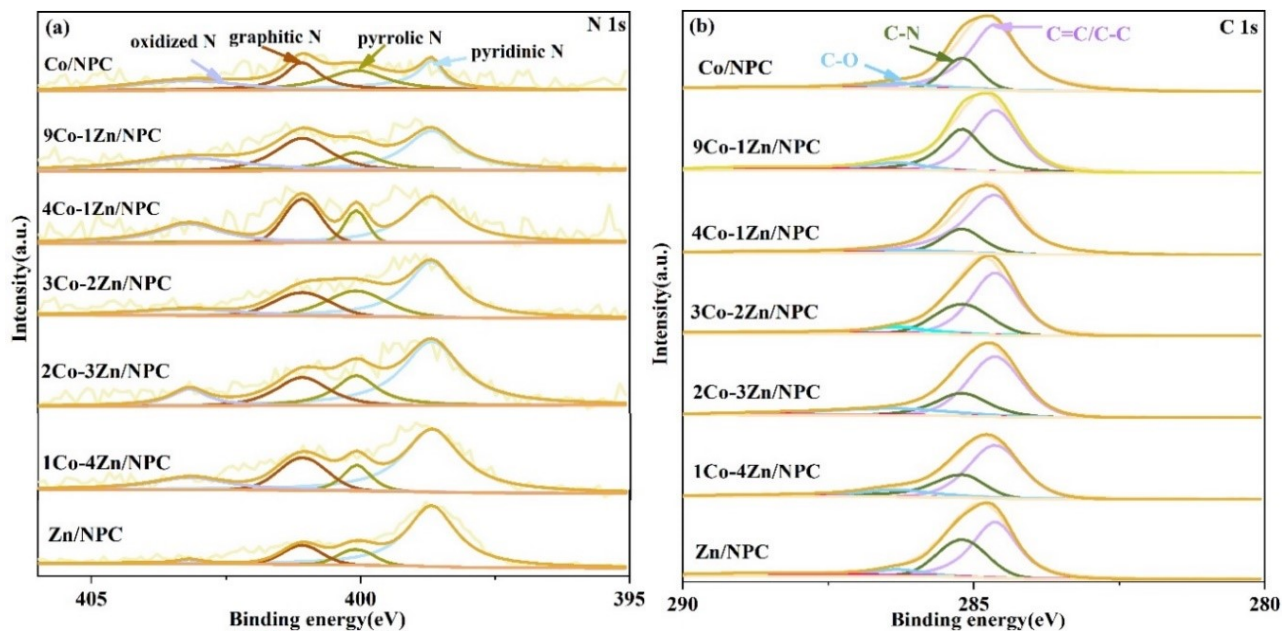 (a)
N 1s
oxidized N
graphitic N
pyrrolic N
pyridinic N
Co/NPC
9Co-1Zn/NPC
4Co-1Zn/NPC
3Co-2Zn/NPC
2Co-3Zn/NPC
1Co-4Zn/NPC
Zn/NPC
Intensity(a.u.)
405
400
395
Binding energy(eV)
(b)
C 1s
C-N
C=C/C-C
C-O
Co/NPC
9Co-1Zn/NPC
4Co-1Zn/NPC
3Co-2Zn/NPC
2Co-3Zn/NPC
1Co-4Zn/NPC
Zn/NPC
Intensity(a.u.)
290
285
280
Binding energy(eV)